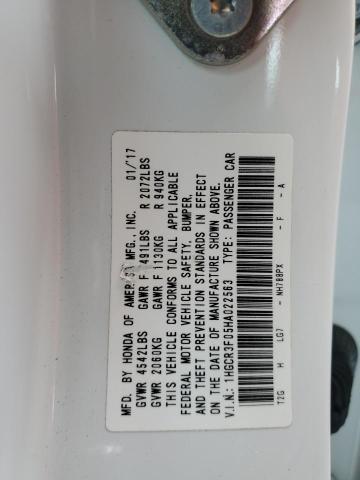 MFD. BY HONDA OF AMERICA MFG., INC. 01/17
GVWR 4542LBS GAWR F 2491LBS R 2072LBS
GVWR 2060KG GAWR F 1130KG R 940KG
THIS VEHICLE CONFORMS TO ALL APPLICABLE
FEDERAL MOTOR VEHICLE SAFETY, BUMPER,
AND THEFT PREVENTION STANDARDS IN EFFECT
ON THE DATE OF MANUFACTURE SHOWN ABOVE.
V.I.N.: 1HGCR3F05HA022563 TYPE: PASSENGER CAR
T2G H LG7 - NH788PX - F - A